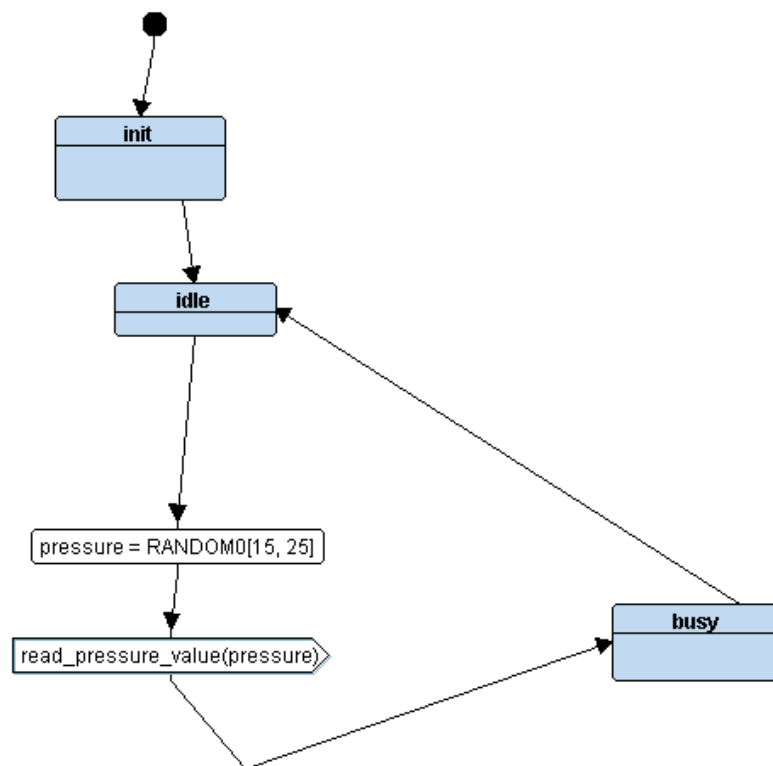 init
idle
pressure = RANDOM0[15, 25]
busy
read_pressure_value(pressure)